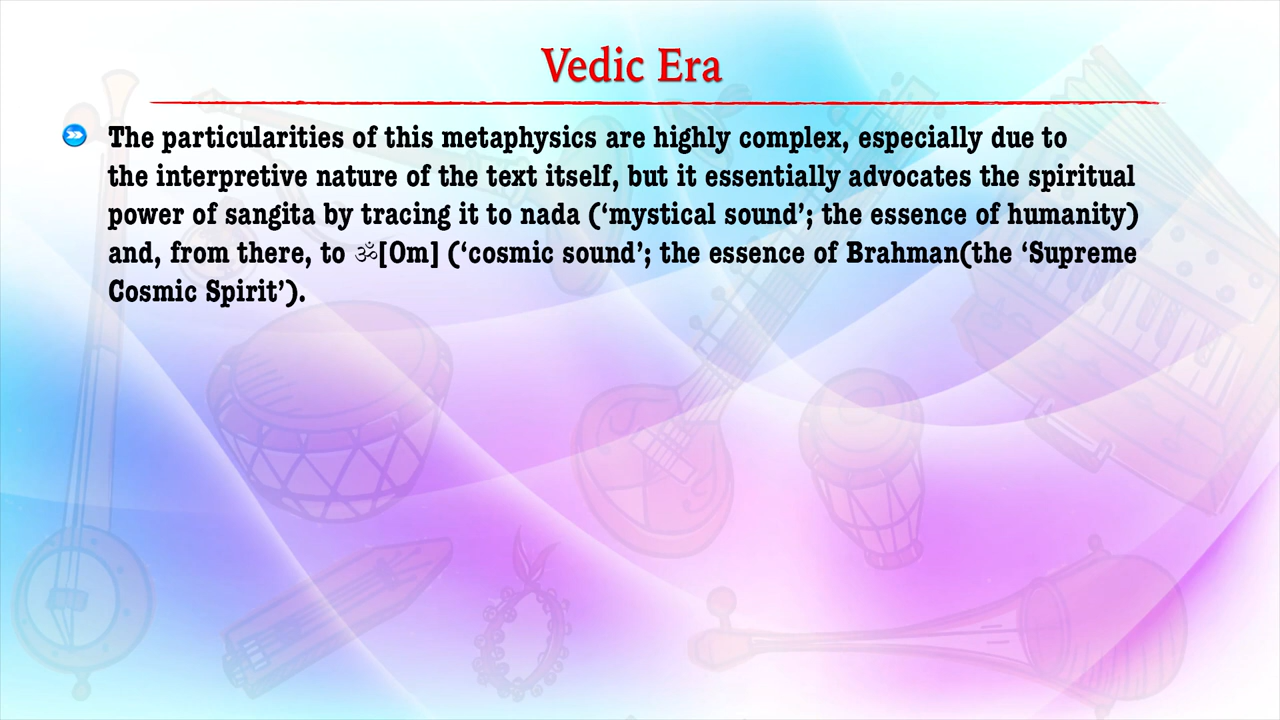 Vedic Era
The particularities of this metaphysics are highly complex, especially due to
the interpretive nature of the text itself, but it essentially advocates the spiritual
power of sangita by tracing it to nada (‘mystical sound’; the essence of humanity)
and, from there, to ॐ[Om] (‘cosmic sound’; the essence of Brahman(the ‘Supreme
Cosmic Spirit’).